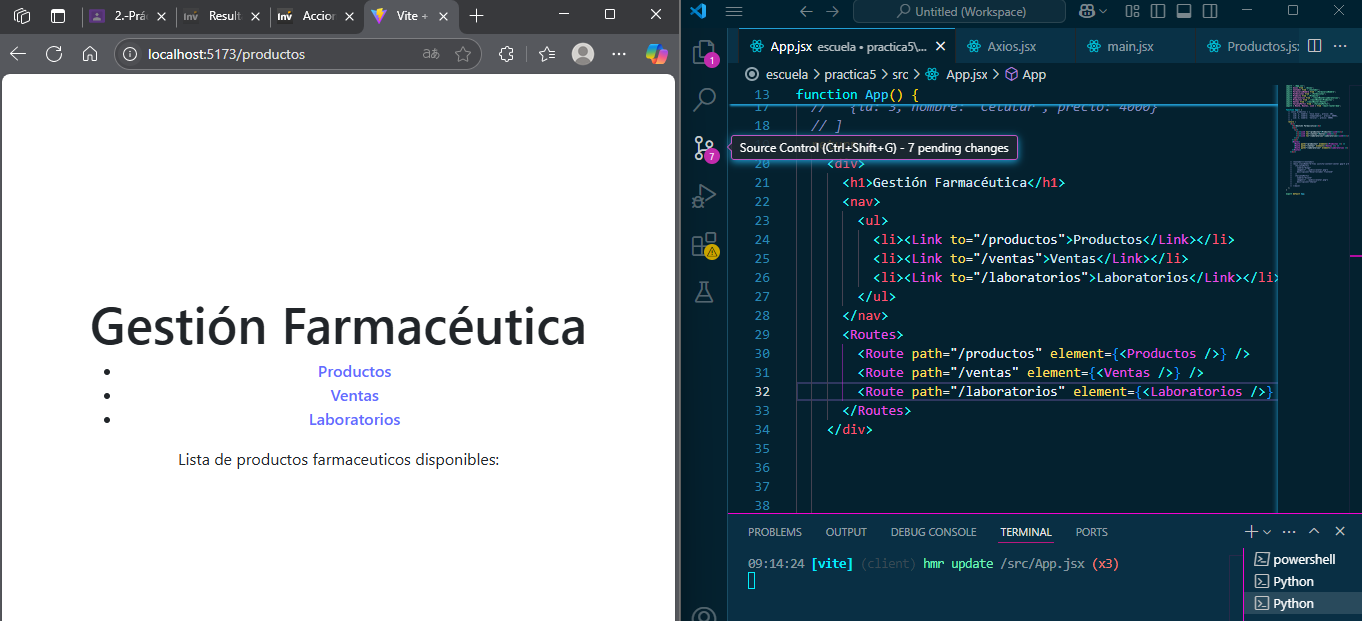 2.-Prá
Result
Accion
Vite +
localhost:5173/productos
Gestión Farmacéutica
Productos
Ventas
Laboratorios
Lista de productos farmaceuticos disponibles:
Untitled (Workspace)
App.jsx escuela • practica5\...
Axios.jsx
main.jsx
Productos.jsx
escuela > practica5 > src > App.jsx > App
13 function App() {
17 // {id: 3, nombre: "celular", precio: 4000}
18 // ]
Source Control (Ctrl+Shift+G) - 7 pending changes
20 <div>
21 <h1>Gestión Farmacéutica</h1>
22 <nav>
23 <ul>
24 <li><Link to="/productos">Productos</Link></li>
25 <li><Link to="/ventas">Ventas</Link></li>
26 <li><Link to="/laboratorios">Laboratorios</Link></li>
27 </ul>
28 </nav>
29 <Routes>
30 <Route path="/productos" element={<Productos />} />
31 <Route path="/ventas" element={<Ventas />} />
32 <Route path="/laboratorios" element={<Laboratorios />}
33 </Routes>
34 </div>
35
36
37
38
1
7
PROBLEMS
OUTPUT
DEBUG CONSOLE
TERMINAL
PORTS
09:14:24 [vite] (client) hmr update /src/App.jsx (x3)
powershell
Python
Python